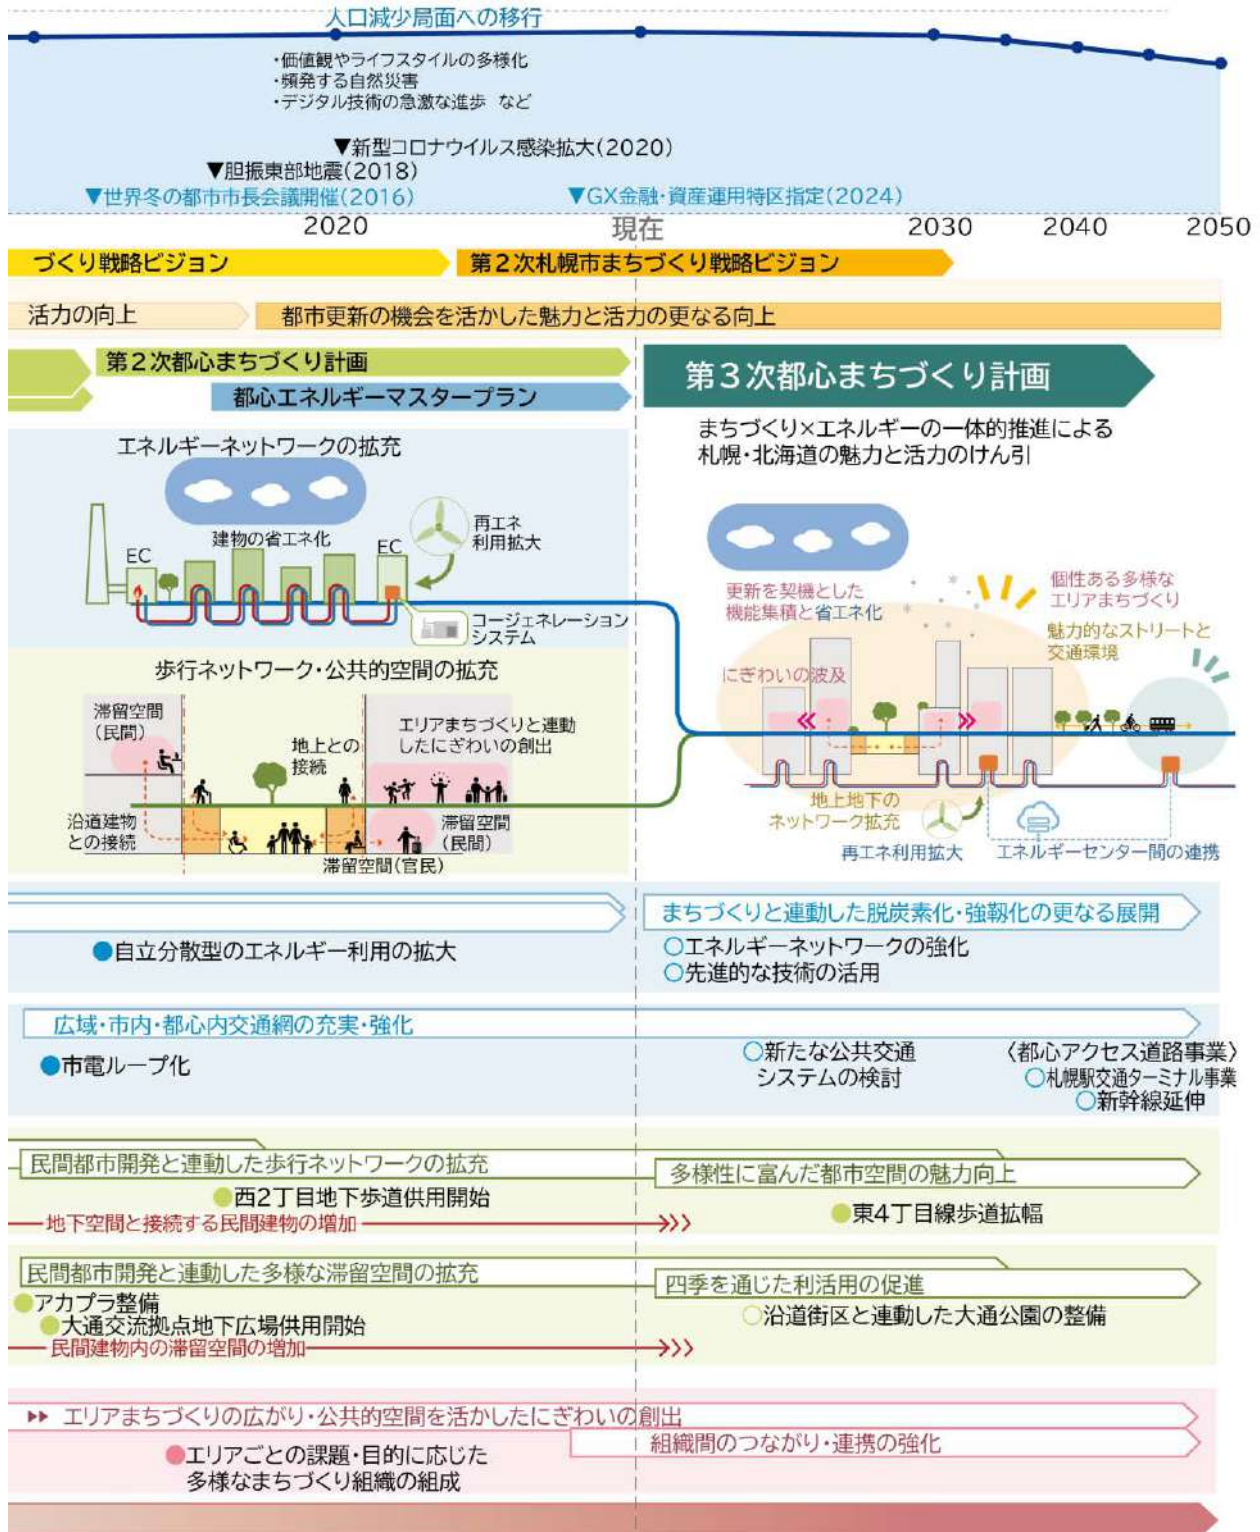 人口減少局面への移行
・価値観やライフスタイルの多様化
・頻発する自然災害
・デジタル技術の急激な進歩 など
▼新型コロナウイルス感染拡大(2020)
▼胆振東部地震(2018)
▼世界冬の都市市長会議開催(2016)
▼GX金融・資産運用特区指定(2024)
2020
現在
2030
2040
2050
づくり戦略ビジョン
第2次札幌市まちづくり戦略ビジョン
活力の向上
都市更新の機会を活かした魅力と活力の更なる向上
第2次都心まちづくり計画
都心エネルギーマスタープラン
第3次都心まちづくり計画
まちづくり×エネルギーの一体的推進による
札幌・北海道の魅力と活力のけん引
エネルギーネットワークの拡充
建物の省エネ化
EC
EC
再エネ
利用拡大
コージェネレーション
システム
歩行ネットワーク・公共的空間の拡充
滞留空間
(民間)
地上との
接続
エリアまちづくりと連動
したにぎわいの創出
沿道建物
との接続
滞留空間
(民間)
滞留空間(官民)
更新を契機とした
機能集積と省エネ化
個性ある多様な
エリアまちづくり
魅力的なストリートと
交通環境
にぎわいの波及
地上地下の
ネットワーク拡充
再エネ利用拡大
エネルギーセンター間の連携
まちづくりと連動した脱炭素化・強靱化の更なる展開
●自立分散型のエネルギー利用の拡大
○エネルギーネットワークの強化
○先進的な技術の活用
広域・市内・都心内交通網の充実・強化
●市電ループ化
○新たな公共交通
システムの検討
〈都心アクセス道路事業〉
○札幌駅交通ターミナル事業
○新幹線延伸
民間都市開発と連動した歩行ネットワークの拡充
多様性に富んだ都市空間の魅力向上
●西2丁目地下歩道供用開始
地下空間と接続する民間建物の増加
●東4丁目線歩道拡幅
民間都市開発と連動した多様な滞留空間の拡充
四季を通じた利活用の促進
●アカプラ整備
●大通交流拠点地下広場供用開始
○沿道街区と連動した大通公園の整備
民間建物内の滞留空間の増加
エリアまちづくりの広がり・公共的空間を活かしたにぎわいの創出
組織間のつながり・連携の強化
●エリアごとの課題・目的に応じた
多様なまちづくり組織の組成